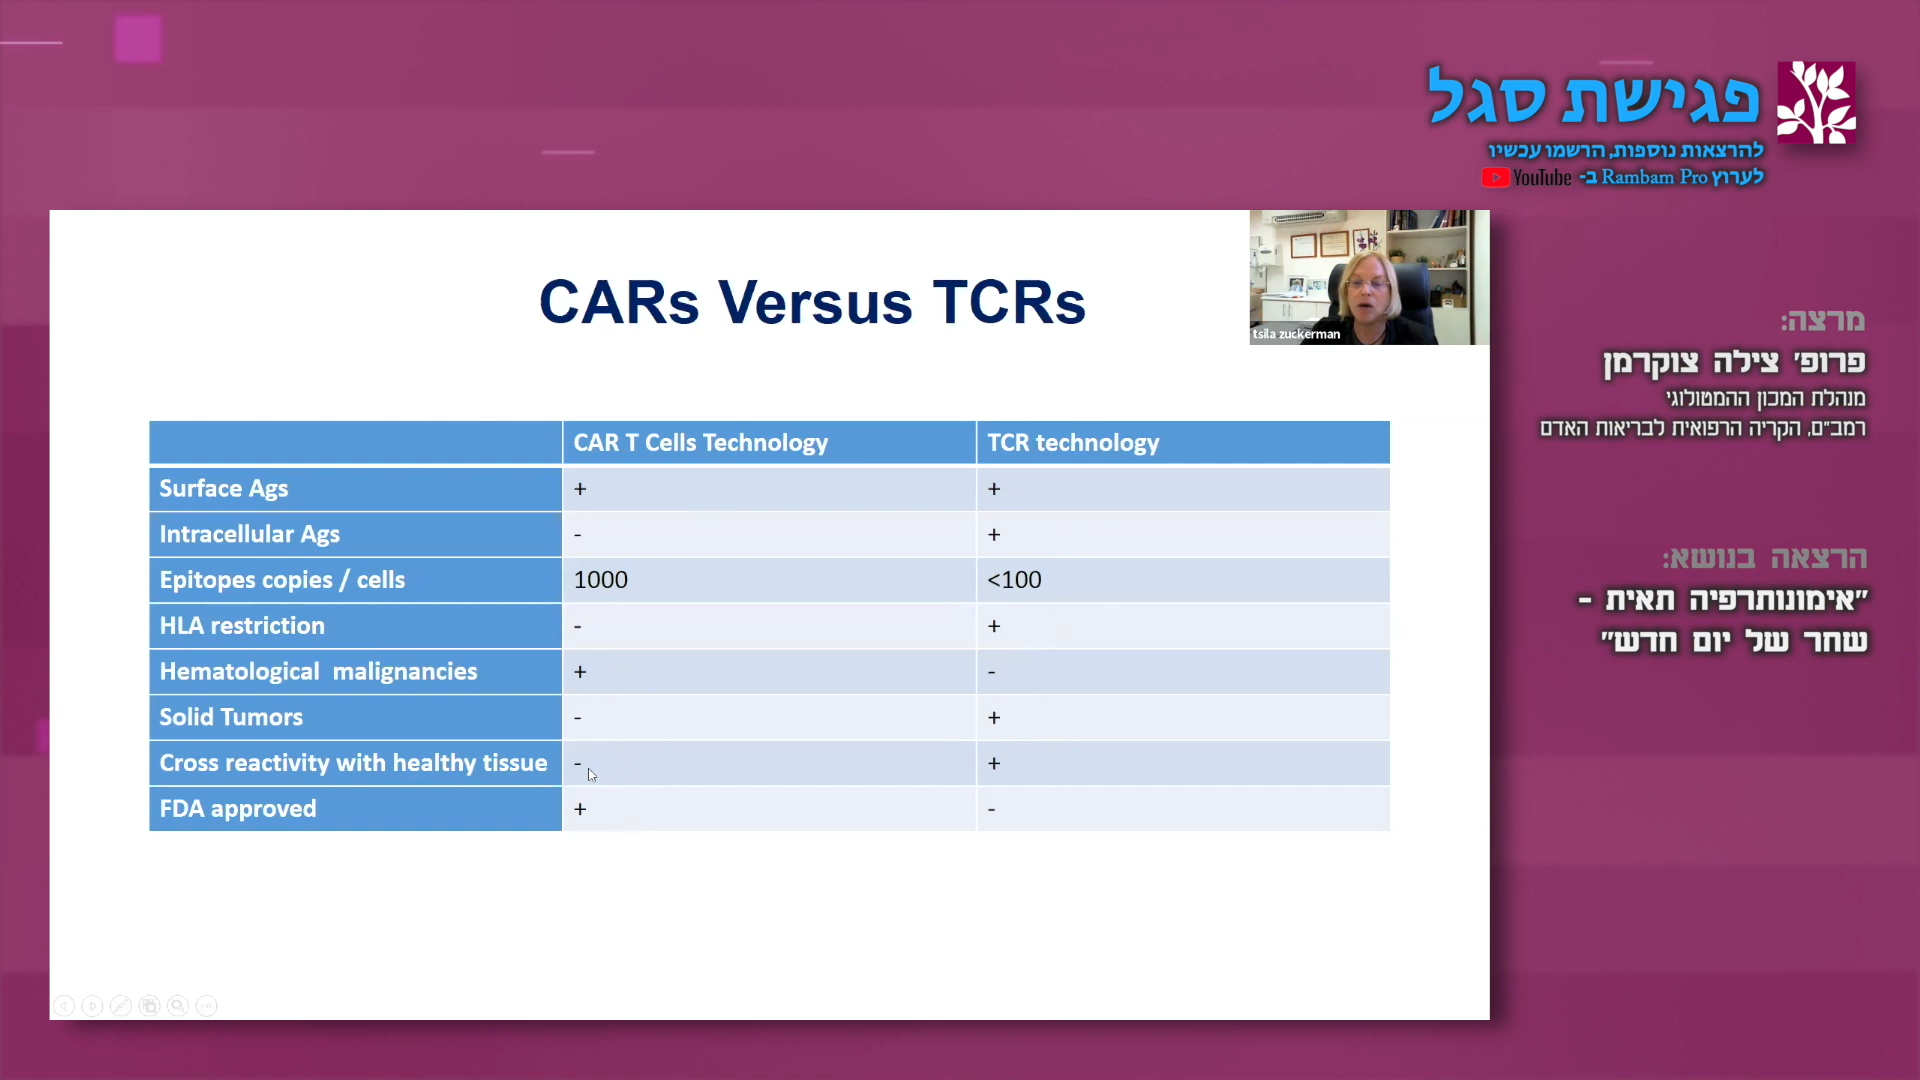 פגישת סגל
להרצאות נוספות, הרשמו עכשיו
לערוץ Rambam Pro ב- YouTube
CARs Versus TCRs
tsila zuckerman
CAR T Cells Technology TCR technology
Surface Ags + +
Intracellular Ags - +
Epitopes copies / cells 1000 <100
HLA restriction - +
Hematological malignancies + -
Solid Tumors - +
Cross reactivity with healthy tissue - +
FDA approved + -
מרצה:
פרופ' צילה צוקרמן
מנהלת המכון ההמטולוגי
רמב"ם, הקריה הרפואית לבריאות האדם
הרצאה בנושא:
"אימונותרפיה תאית -
שחר של יום חדש"